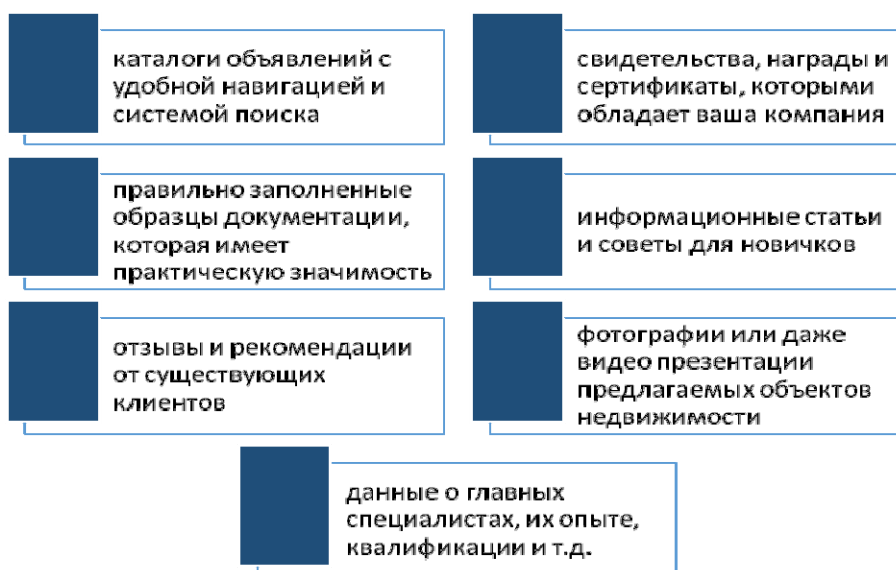 каталоги объявлений с
удобной навигацией и
системой поиска
свидетельства, награды и
сертификаты, которыми
обладает ваша компания
правильно заполненные
образцы документации,
которая имеет
практическую значимость
информационные статьи
и советы для новичков
отзывы и рекомендации
от существующих
клиентов
фотографии или даже
видео презентации
предлагаемых объектов
недвижимости
данные о главных
специалистах, их опыте,
квалификации и т.д.